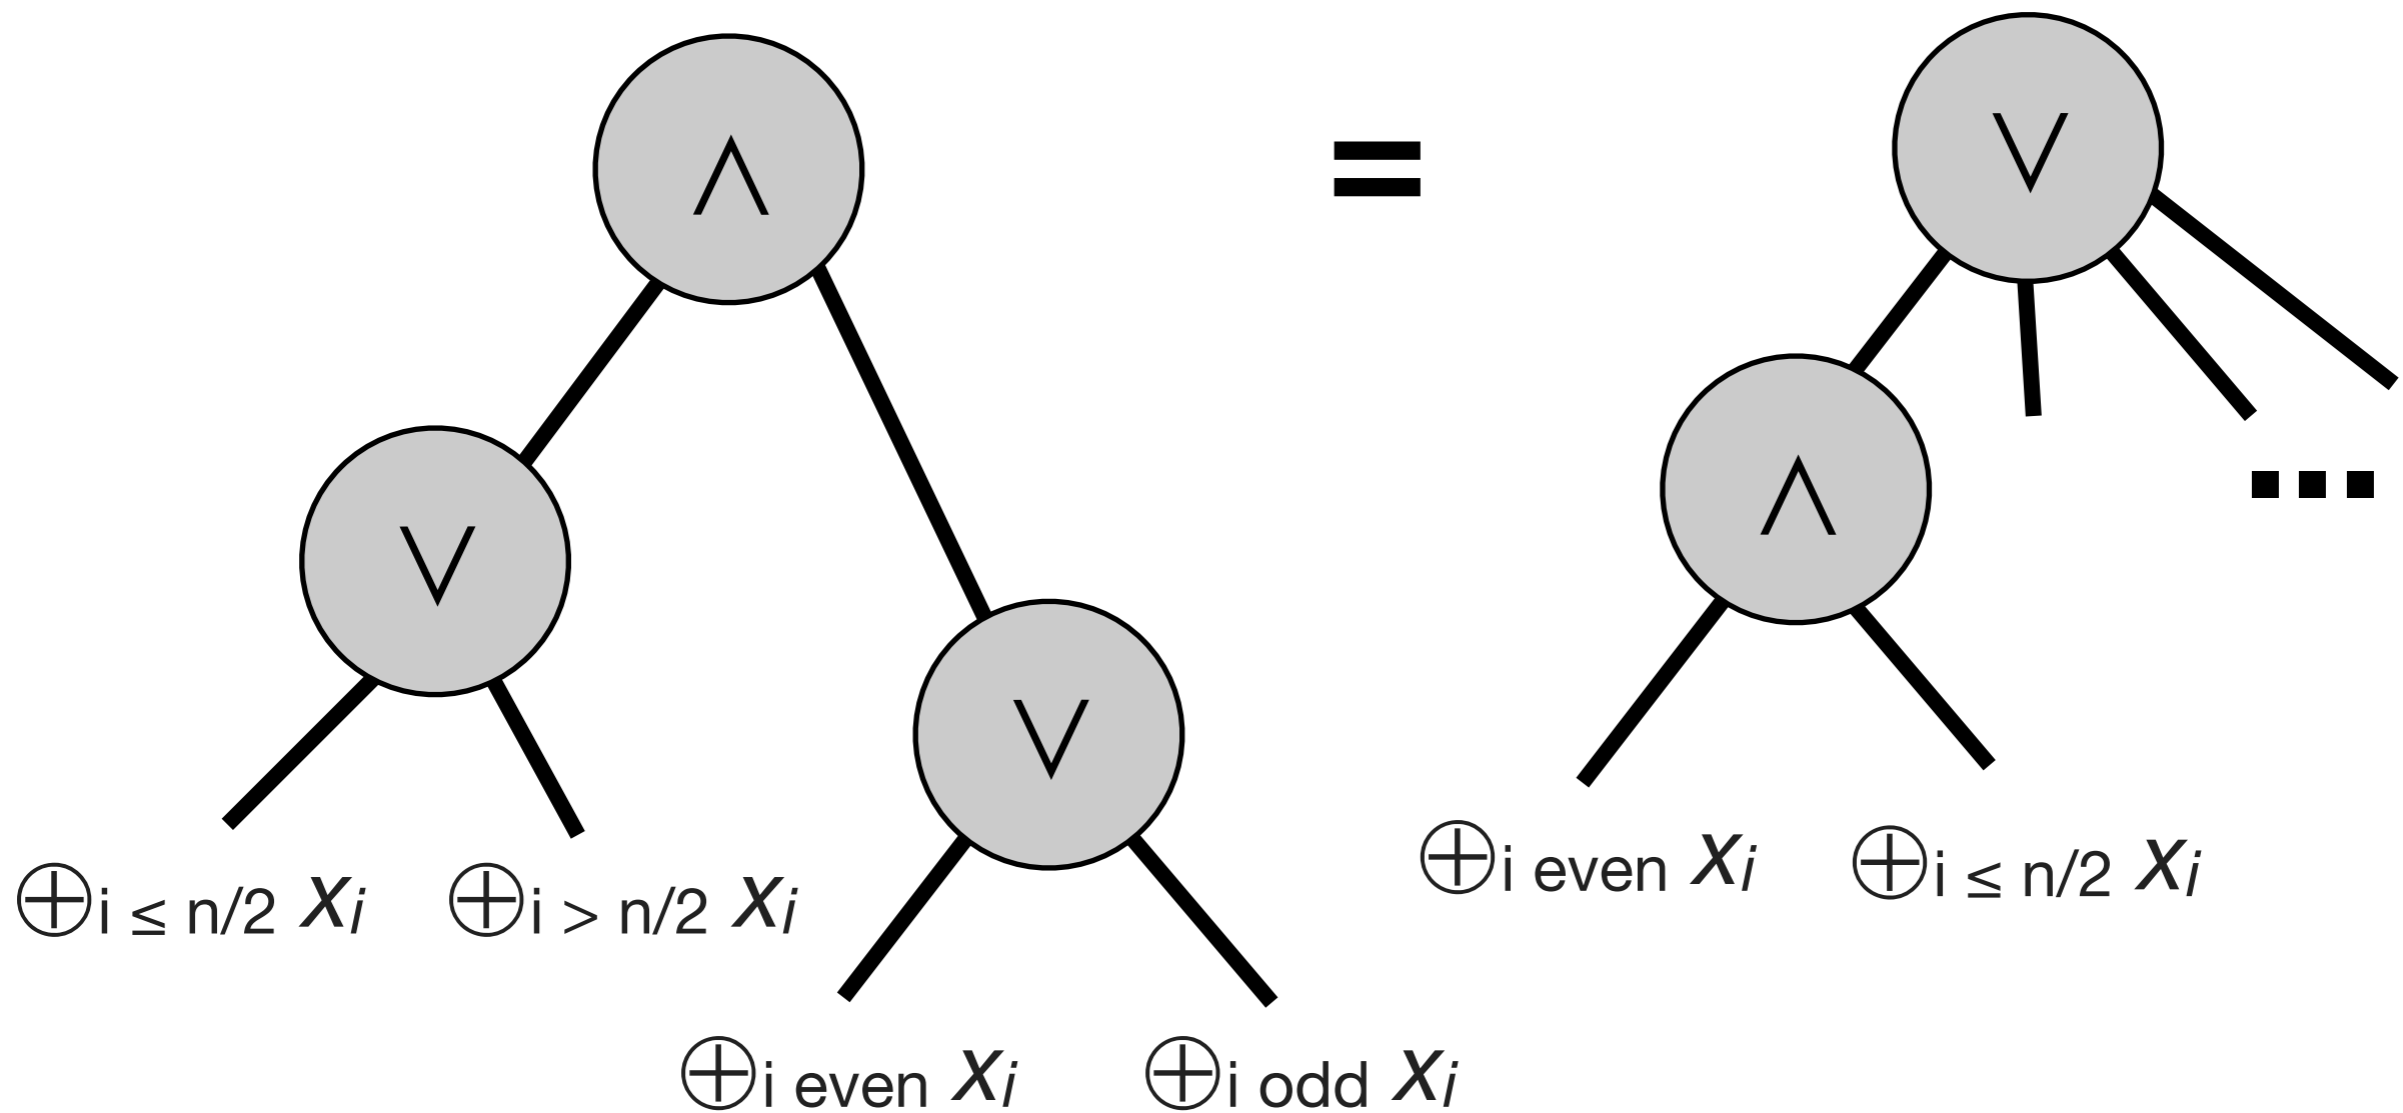 ∨
∧
=
∨
∧
∨
⊕i ≤ n/2 xi ⊕i > n/2 xi
⊕i even xi ⊕i ≤ n/2 xi
⊕i even xi ⊕i odd xi
...